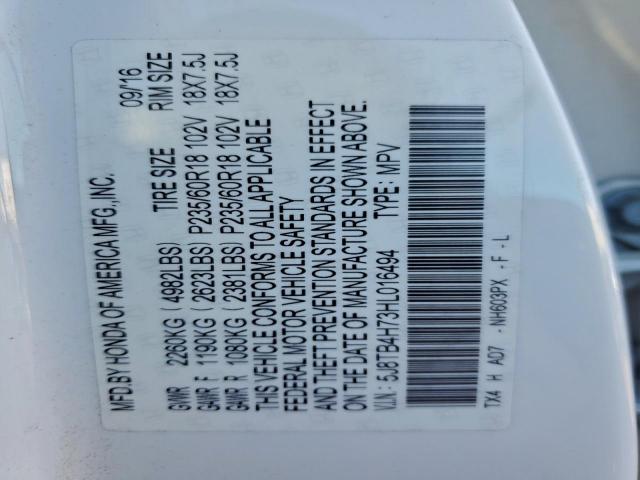 MFD.BY HONDA OF AMERICA MFG.,INC. 09/16
GVWR 2260KG ( 4982LBS) TIRE SIZE RIM SIZE
GAWR F 1190KG ( 2623LBS) P235/60R18 102V 18X7.5J
GAWR R 1080KG ( 2381LBS) P235/60R18 102V 18X7.5J
THIS VEHICLE CONFORMS TO ALL APPLICABLE
FEDERAL MOTOR VEHICLE SAFETY
AND THEFT PREVENTION STANDARDS IN EFFECT
ON THE DATE OF MANUFACTURE SHOWN ABOVE.
V.I.N: 5J8TB4H73HL016494 TYPE: MPV
TX4 H A07 - NH603PX - F - L